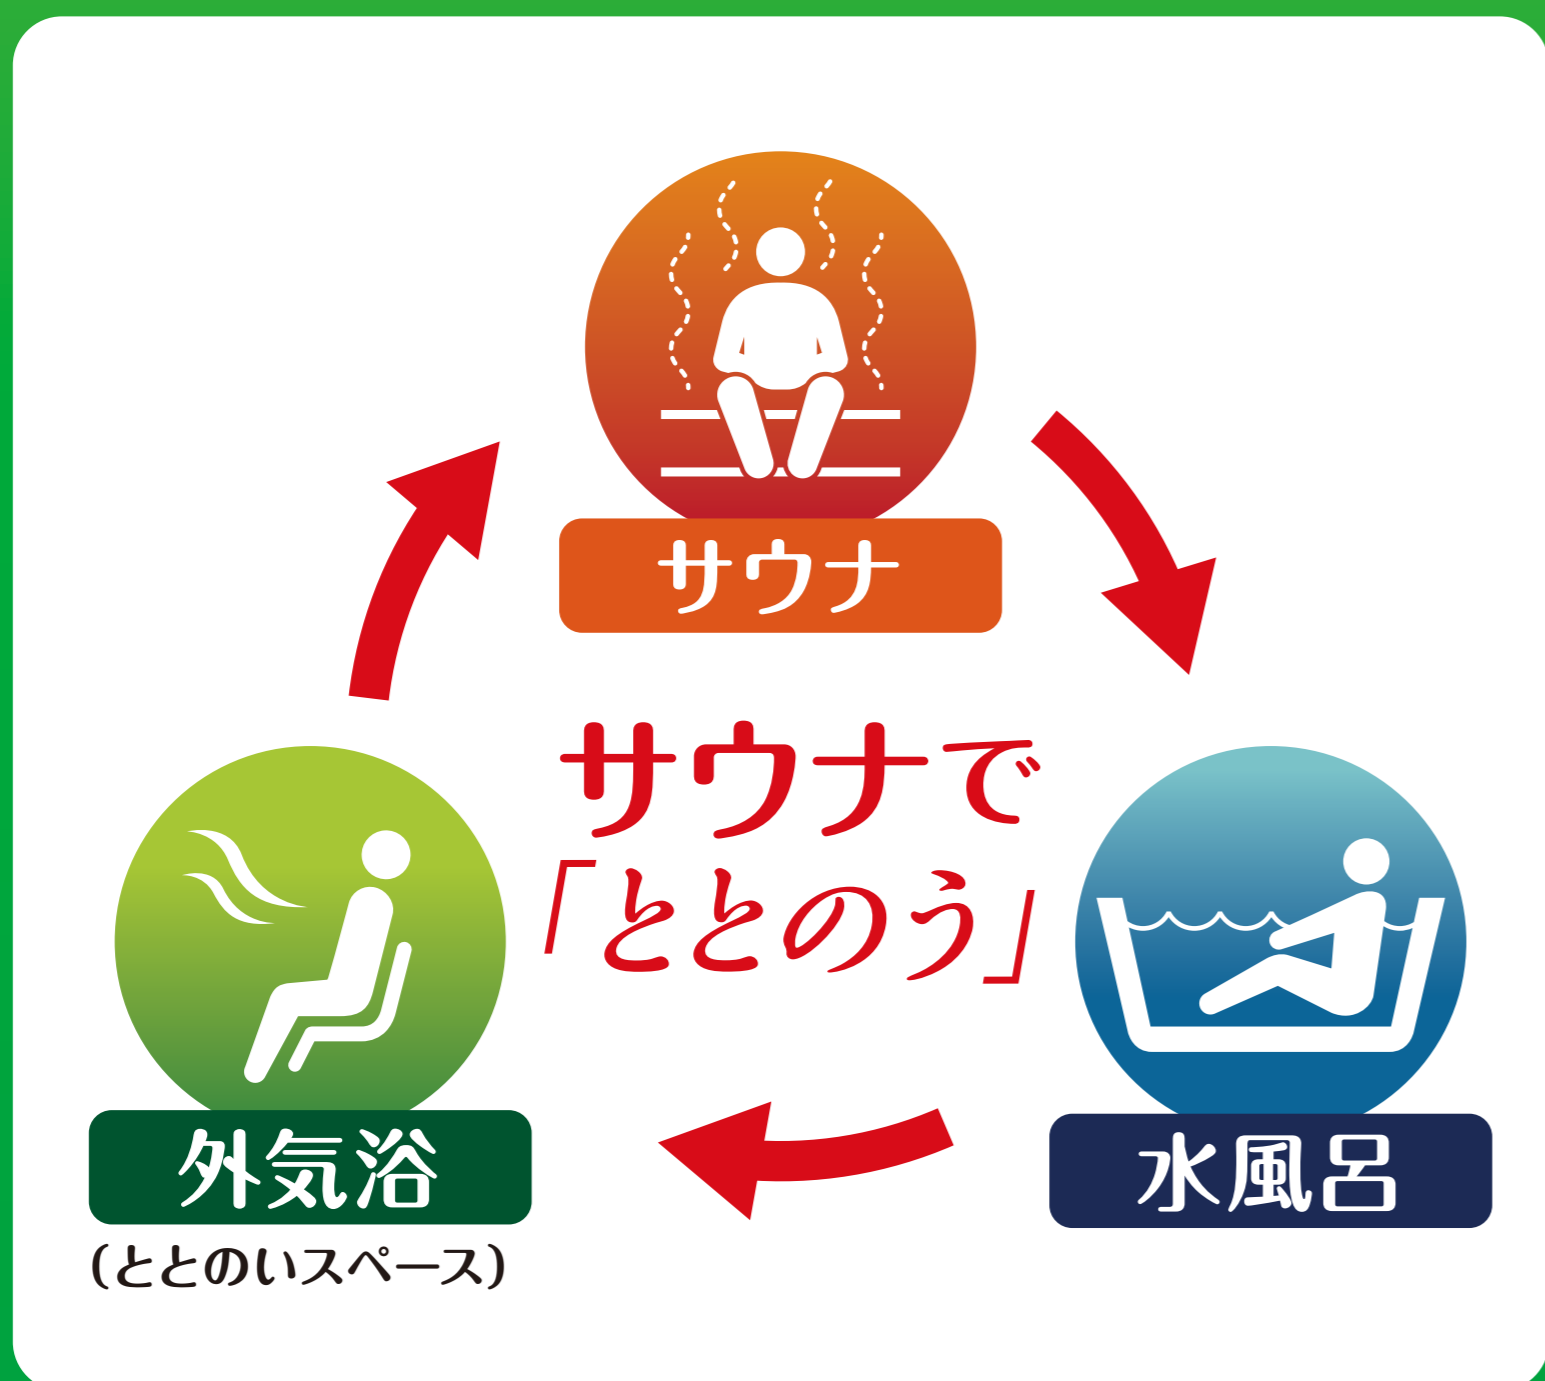 サウナ
サウナで
「ととのう」
外気浴
水風呂
(ととのいスペース)